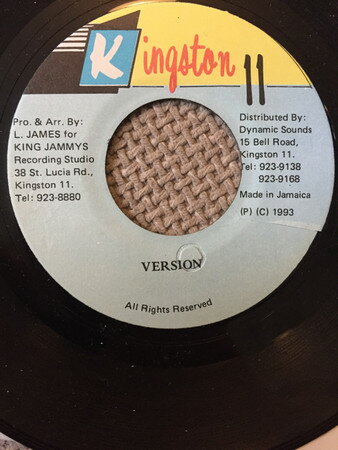 Kingston 11
Pro. & Arr. By:
L. JAMES for
KING JAMMYS
Recording Studio
38 St. Lucia Rd.,
Kingston 11.
Tel: 923-8880
Distributed By:
Dynamic Sounds
15 Bell Road,
Kingston 11.
Tel: 923-9138
923-9168
Made in Jamaica
(P) (C) 1993
VERSION
All Rights Reserved